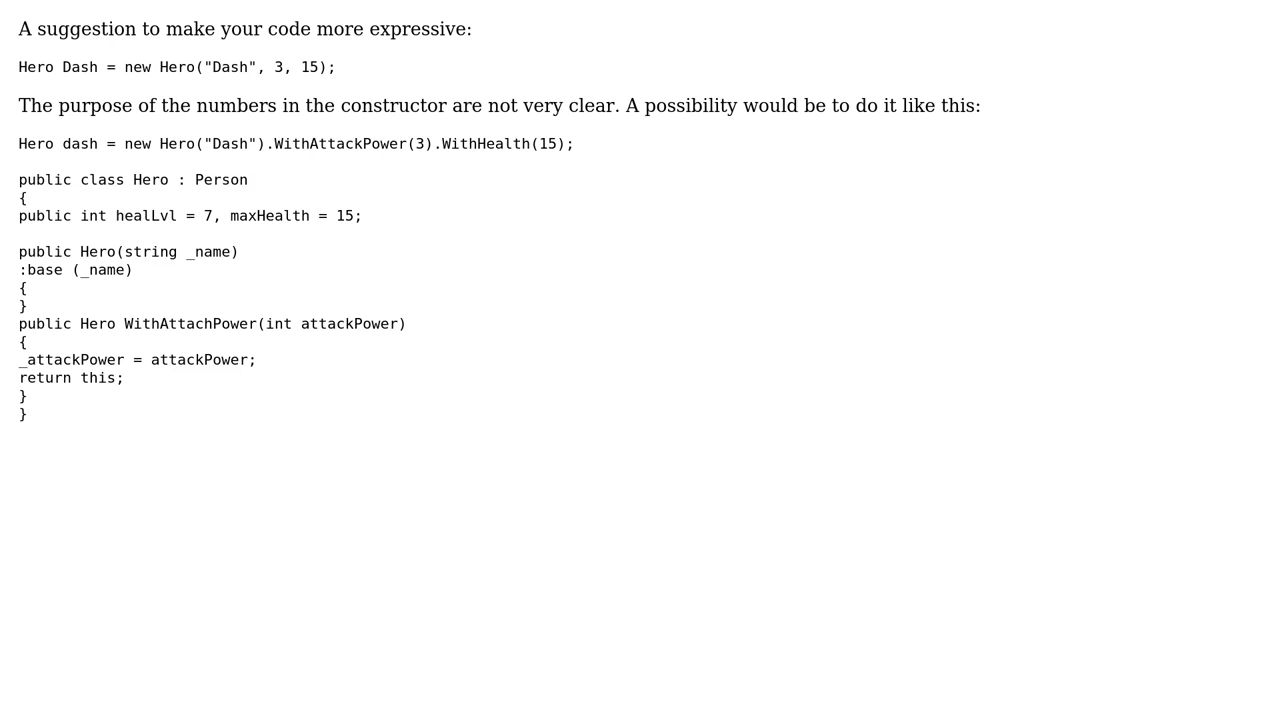 A suggestion to make your code more expressive:
Hero Dash = new Hero("Dash", 3, 15);
The purpose of the numbers in the constructor are not very clear. A possibility would be to do it like this:
Hero dash = new Hero("Dash").WithAttackPower(3).WithHealth(15);
public class Hero : Person
{
public int healLvl = 7, maxHealth = 15;
public Hero(string _name)
:base (_name)
{
}
public Hero WithAttachPower(int attackPower)
{
_attackPower = attackPower;
return this;
}
}